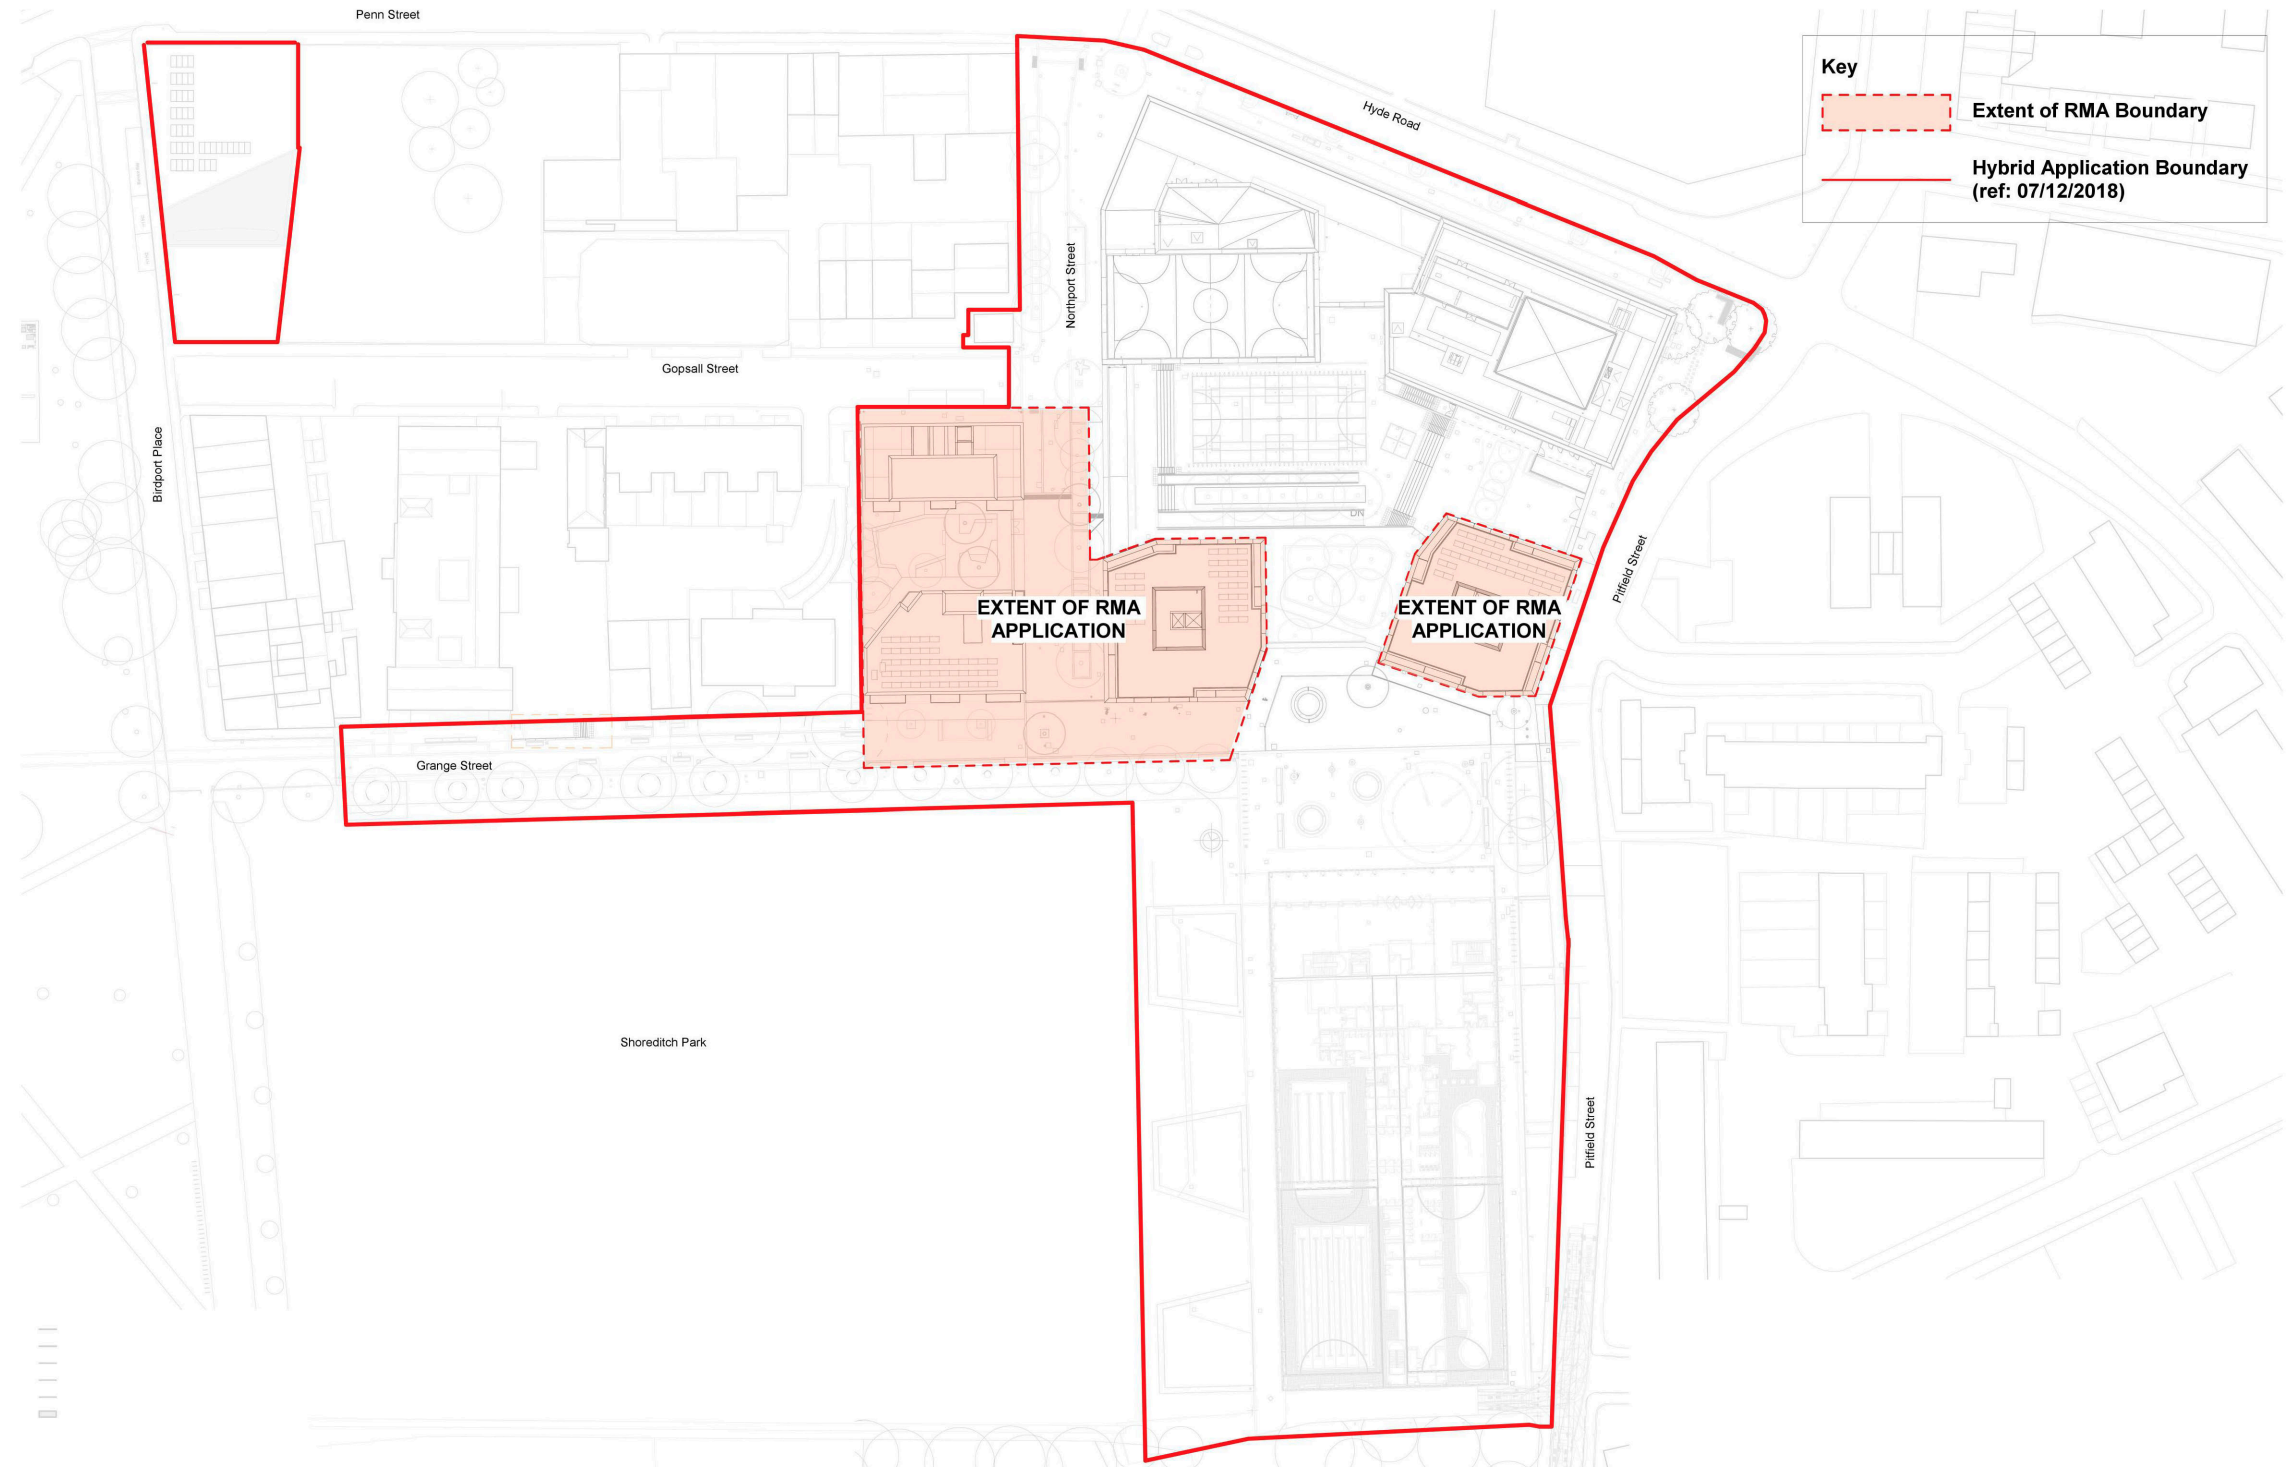 Penn Street
Key
Extent of RMA Boundary
Hybrid Application Boundary
(ref: 07/12/2018)
Hyde Road
Northport Street
Gopsall Street
Birdport Place
DN
Pitfield Street
EXTENT OF RMA
APPLICATION
EXTENT OF RMA
APPLICATION
Grange Street
Shoreditch Park
Pitfield Street